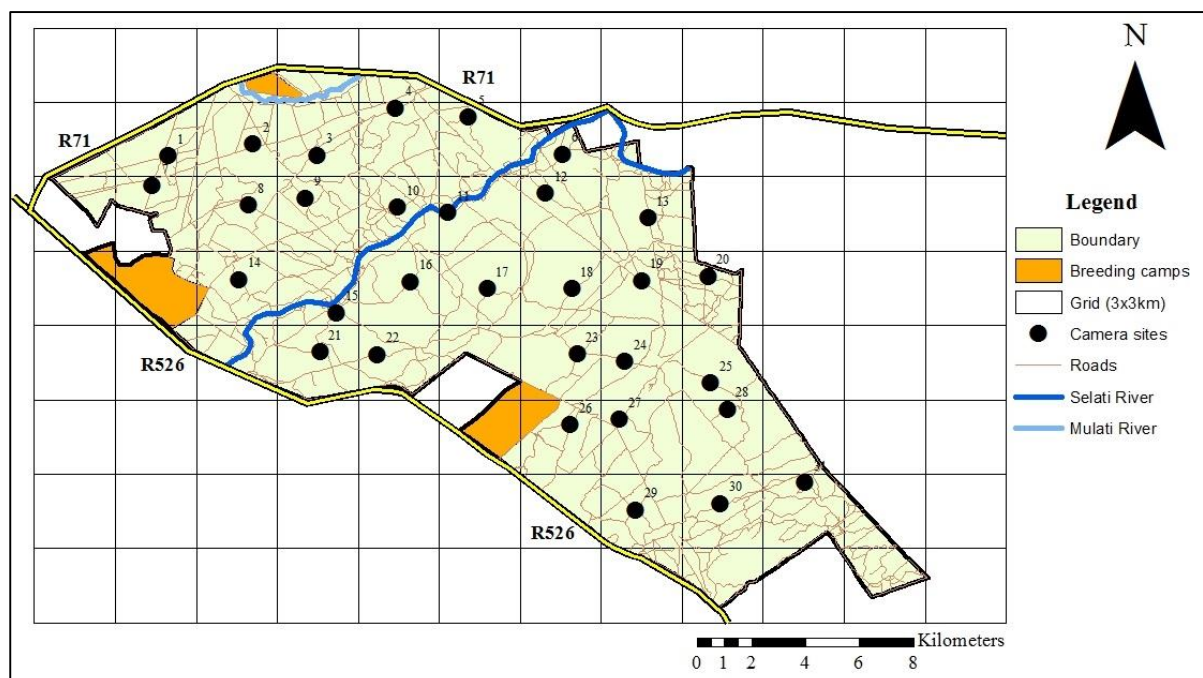 N
R71
R71
4
5
2
3
1
6
12
8
9
10
11
13
14
16
17
18
19
20
15
21
22
23
24
25
28
26
27
R526
29
30
31
R526
Legend
Boundary
Breeding camps
Grid (3x3km)
Camera sites
Roads
Selati River
Mulati River
Kilometers
0 1 2 4 6 8